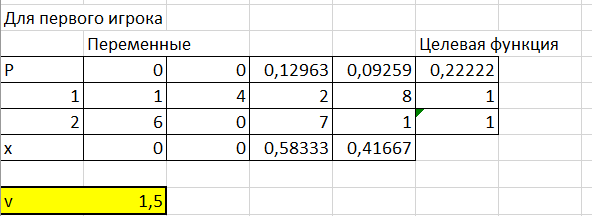 Для первого игрока
Переменные Целевая функция
P 0 0 0,12963 0,09259 0,22222
1 1 4 2 8 1
2 6 0 7 1 1
x 0 0 0,58333 0,41667
v 1,5